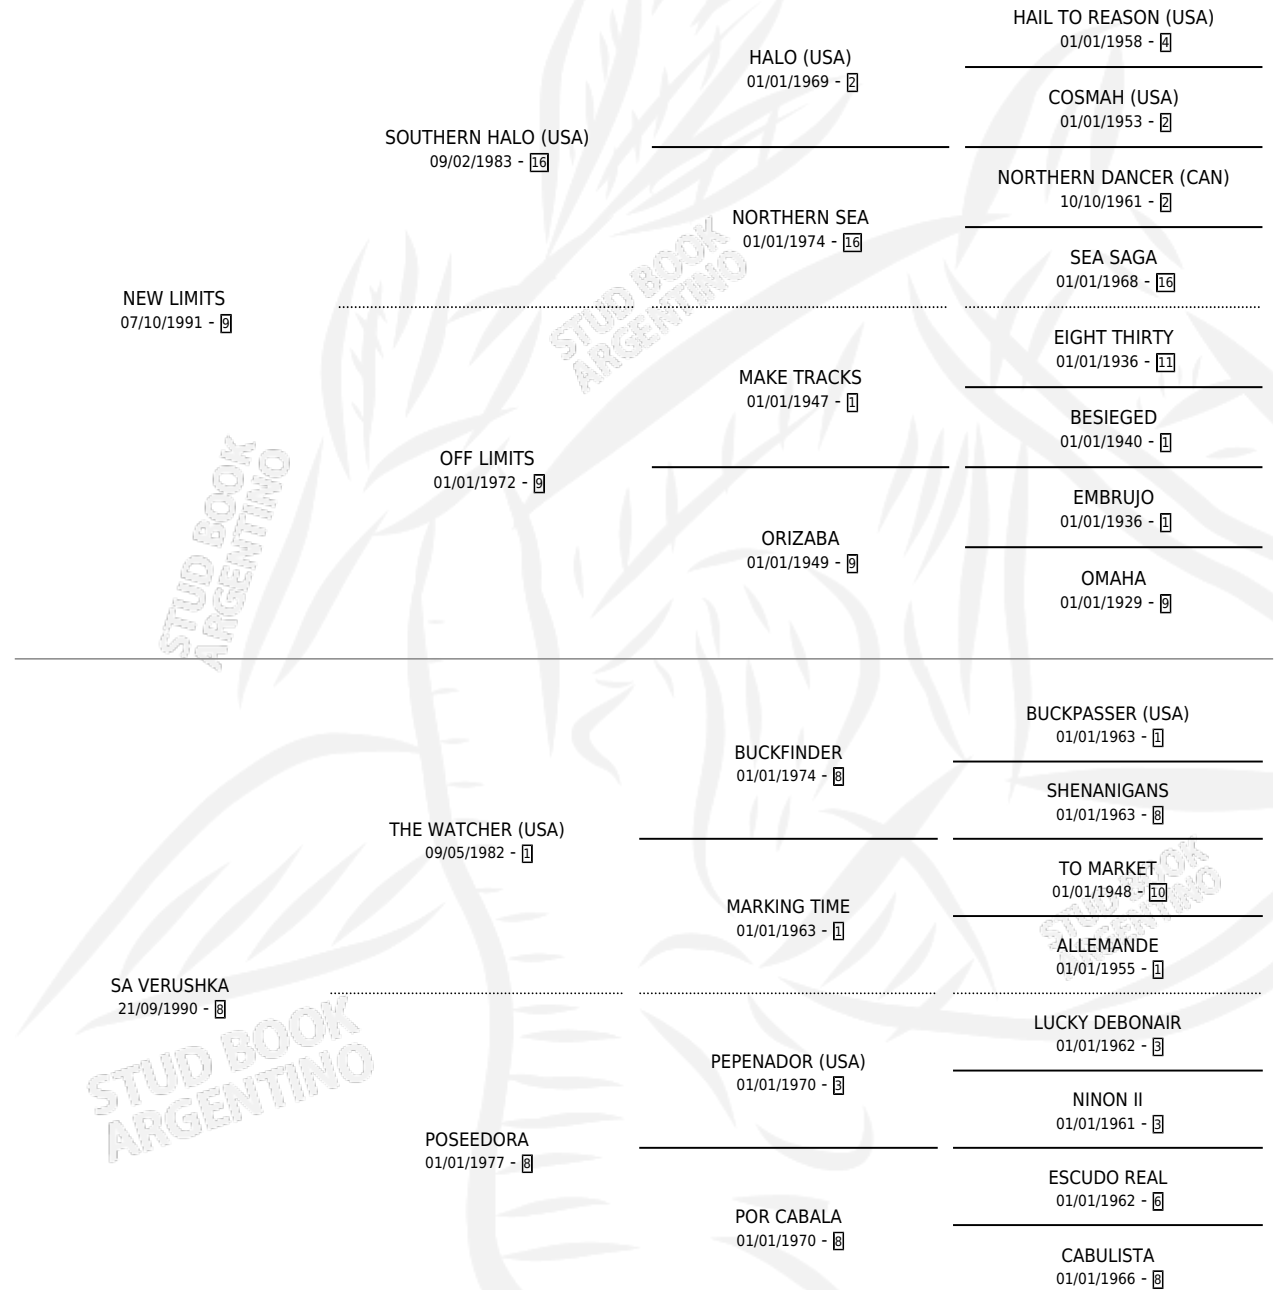 HAIL TO REASON (USA)
01/01/1958 - 4
HALO (USA)
01/01/1969 - 2
COSMAH (USA)
01/01/1953 - 2
SOUTHERN HALO (USA)
09/02/1983 - 16
NORTHERN DANCER (CAN)
10/10/1961 - 2
NORTHERN SEA
01/01/1974 - 16
SEA SAGA
01/01/1968 - 16
NEW LIMITS
07/10/1991 - 9
STUD BOOK
ARGENTINO
EIGHT THIRTY
01/01/1936 - 11
MAKE TRACKS
01/01/1947 - 1
BESIEGED
01/01/1940 - 1
OFF LIMITS
01/01/1972 - 9
EMBRUJO
01/01/1936 - 1
ORIZABA
01/01/1949 - 9
OMAHA
01/01/1929 - 9
STUD BOOK
ARGENTINO
BUCKPASSER (USA)
01/01/1963 - 1
BUCKFINDER
01/01/1974 - 8
SHENANIGANS
01/01/1963 - 8
THE WATCHER (USA)
09/05/1982 - 1
TO MARKET
01/01/1948 - 10
MARKING TIME
01/01/1963 - 1
STUD BOOK
ARGENTINO
ALLEMANDE
01/01/1955 - 1
SA VERUSHKA
21/09/1990 - 8
STUD BOOK
ARGENTINO
LUCKY DEBONAIR
01/01/1962 - 3
PEPENADOR (USA)
01/01/1970 - 3
NINON II
01/01/1961 - 3
POSEEDORA
01/01/1977 - 8
ESCUDO REAL
01/01/1962 - 6
POR CABALA
01/01/1970 - 8
CABULISTA
01/01/1966 - 8